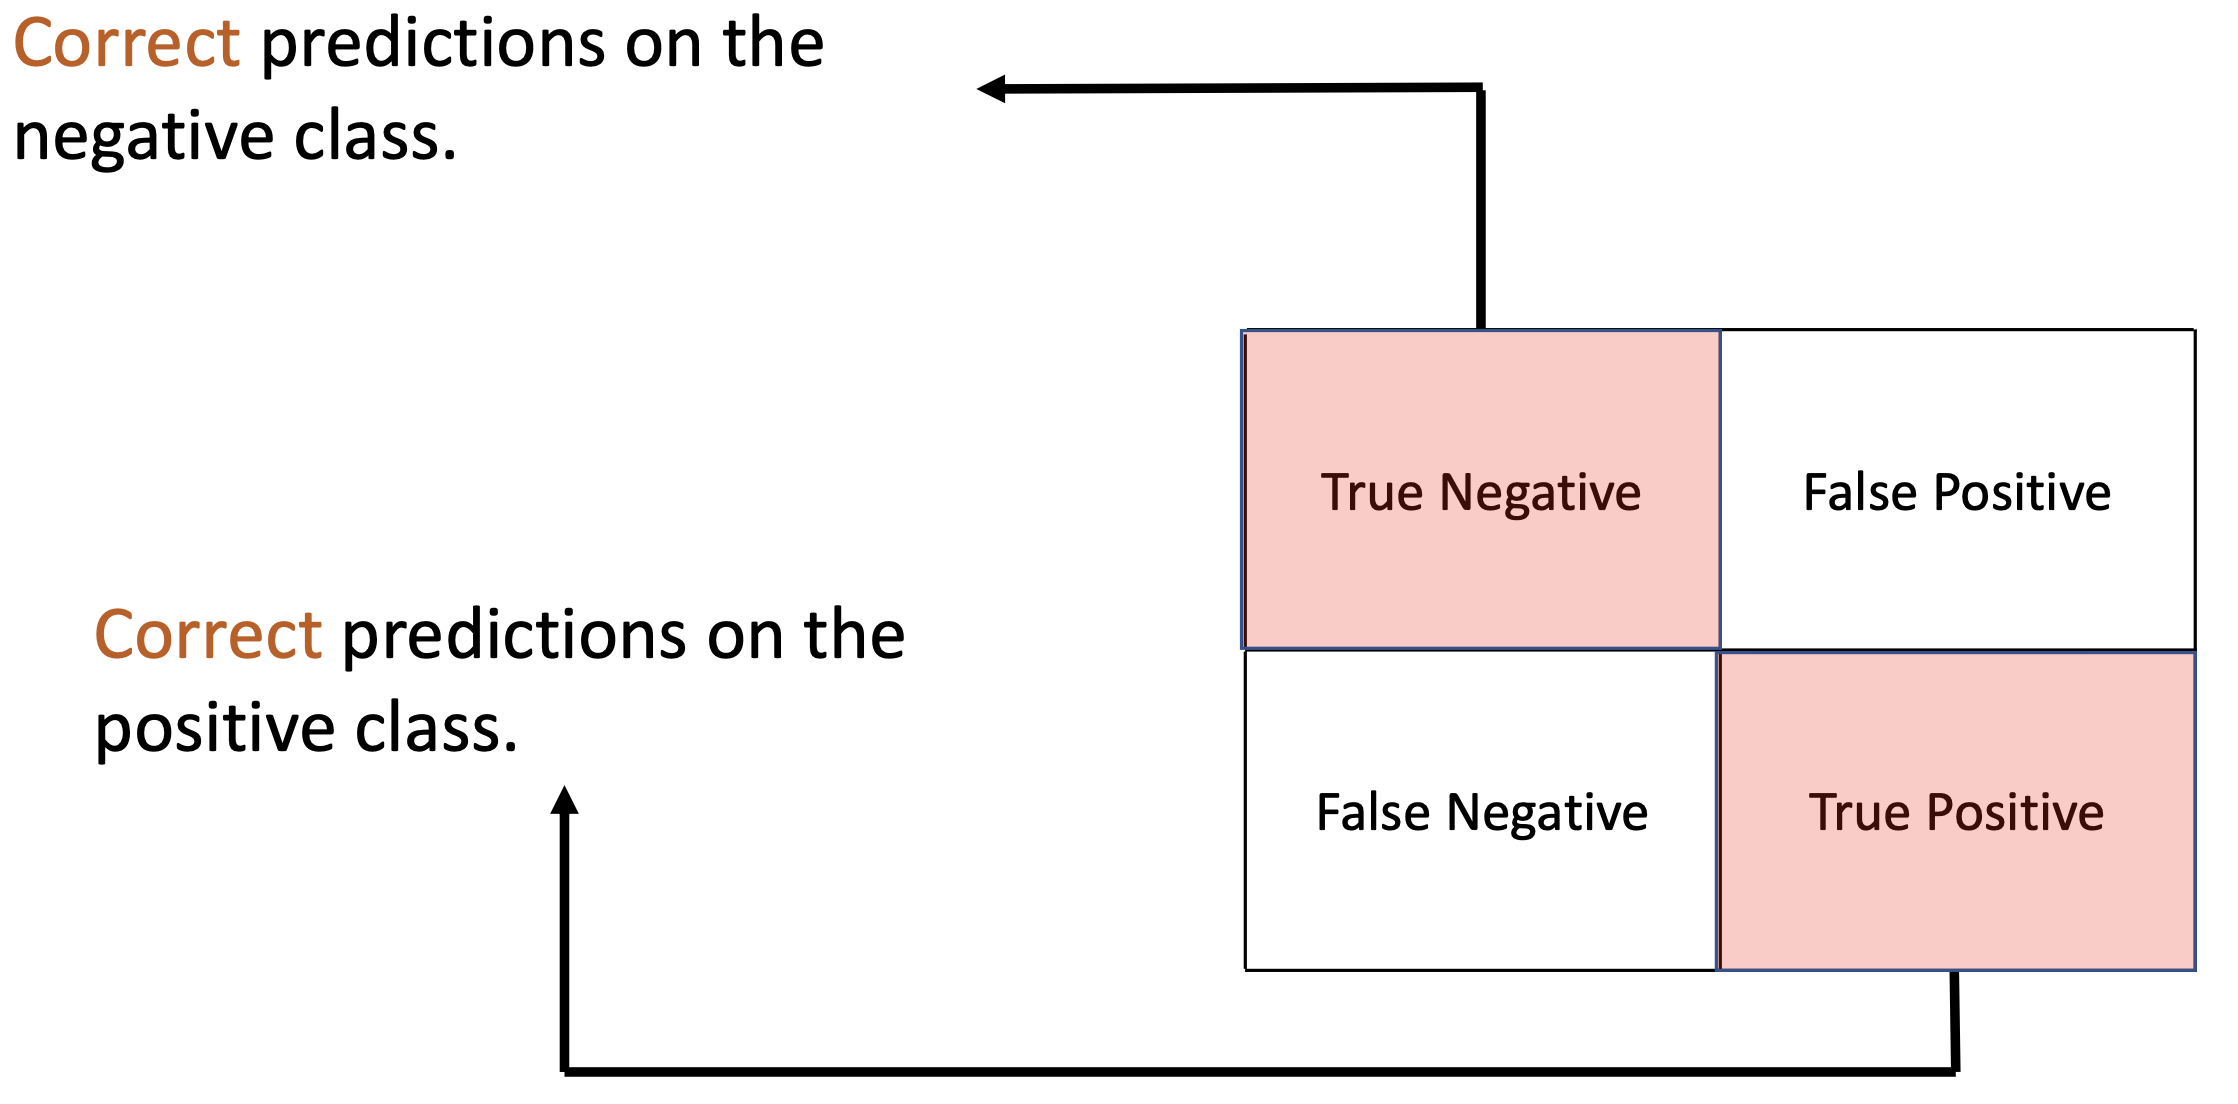 Correct predictions on the
negative class.
True Negative
False Positive
Correct predictions on the
positive class.
False Negative
True Positive